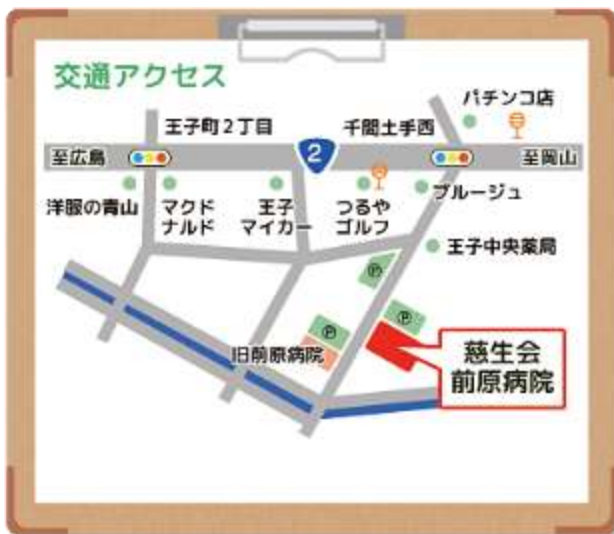 交通アクセス
パチンコ店
王子町2丁目
千間土手西
至広島
2
至岡山
洋服の青山
マクド
ナルド
王子
マイカー
つるや
ゴルフ
ブルージュ
王子中央薬局
P
P
P
旧前原病院
慈生会
前原病院